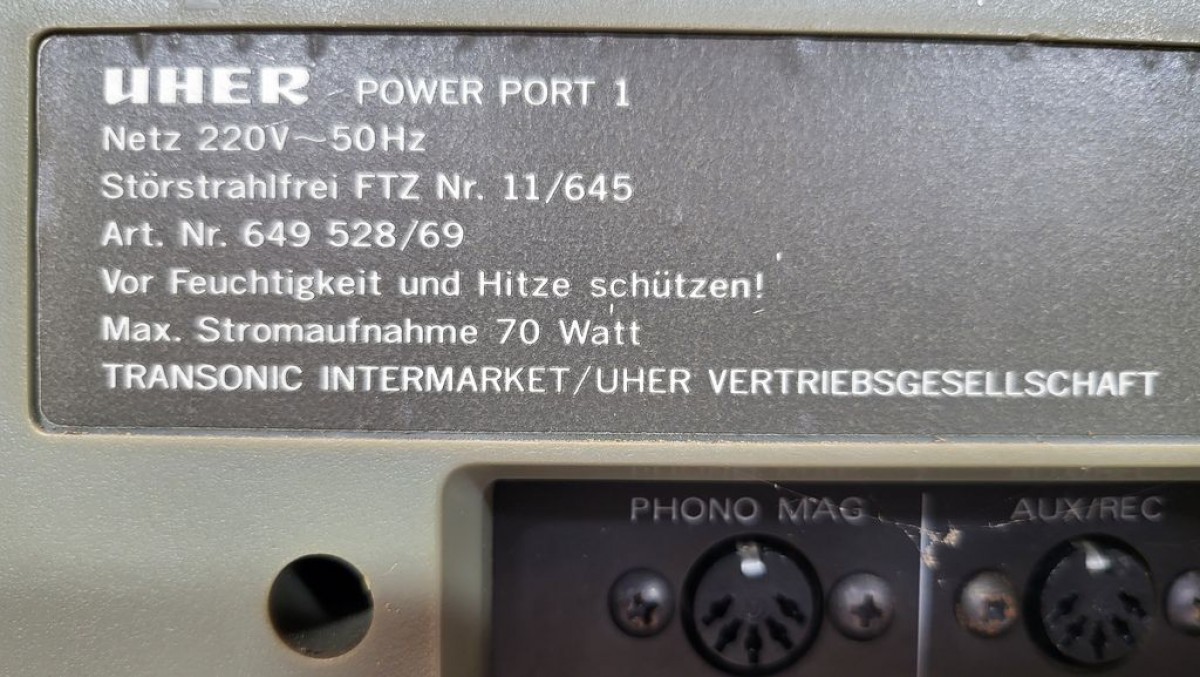 UHER POWER PORT 1
Netz 220V~50Hz
Störstrahlfrei FTZ Nr. 11/645
Art. Nr. 649 528/69
Vor Feuchtigkeit und Hitze schützen!
Max. Stromaufnahme 70 Watt
TRANSONIC INTERMARKET/UHER VERTRIEBSGESELLSCHAFT
PHONO MAG AUX/REC